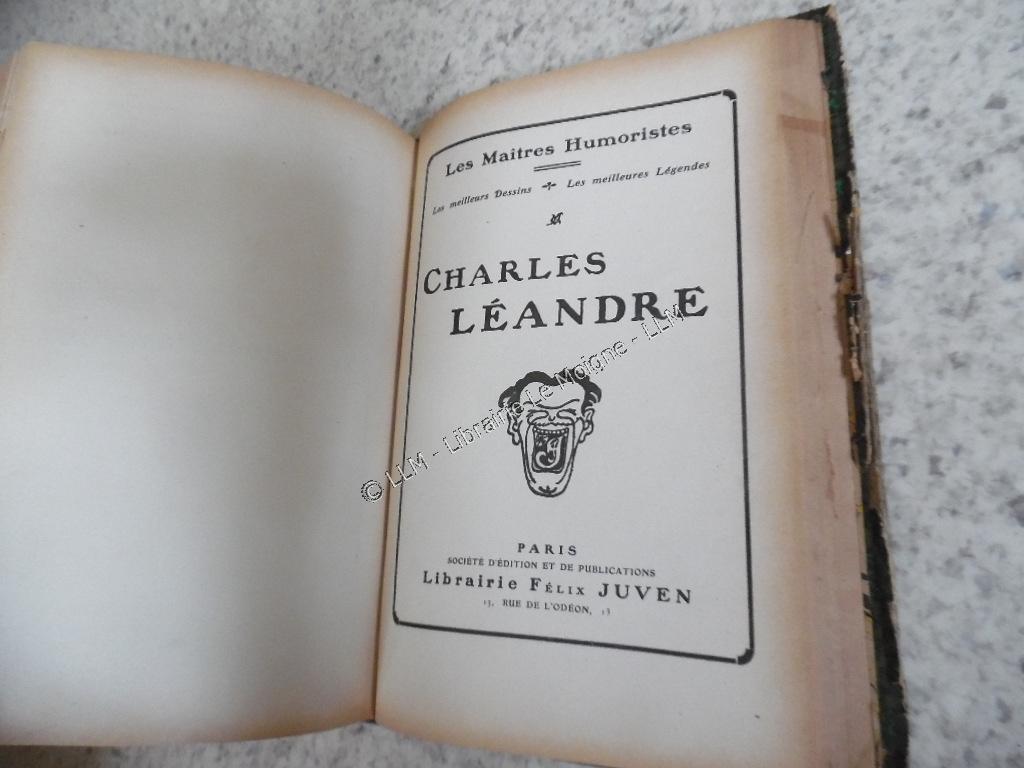 Les Maîtres Humoristes
Les meilleurs Dessins Les meilleures Légendes
CHARLES
LÉANDRE
© LLM - Librairie Le Moigne - LLM
PARIS
SOCIÉTÉ D'ÉDITION ET DE PUBLICATIONS
Librairie FÉLIX JUVEN
13, RUE DE L'ODÉON, 13